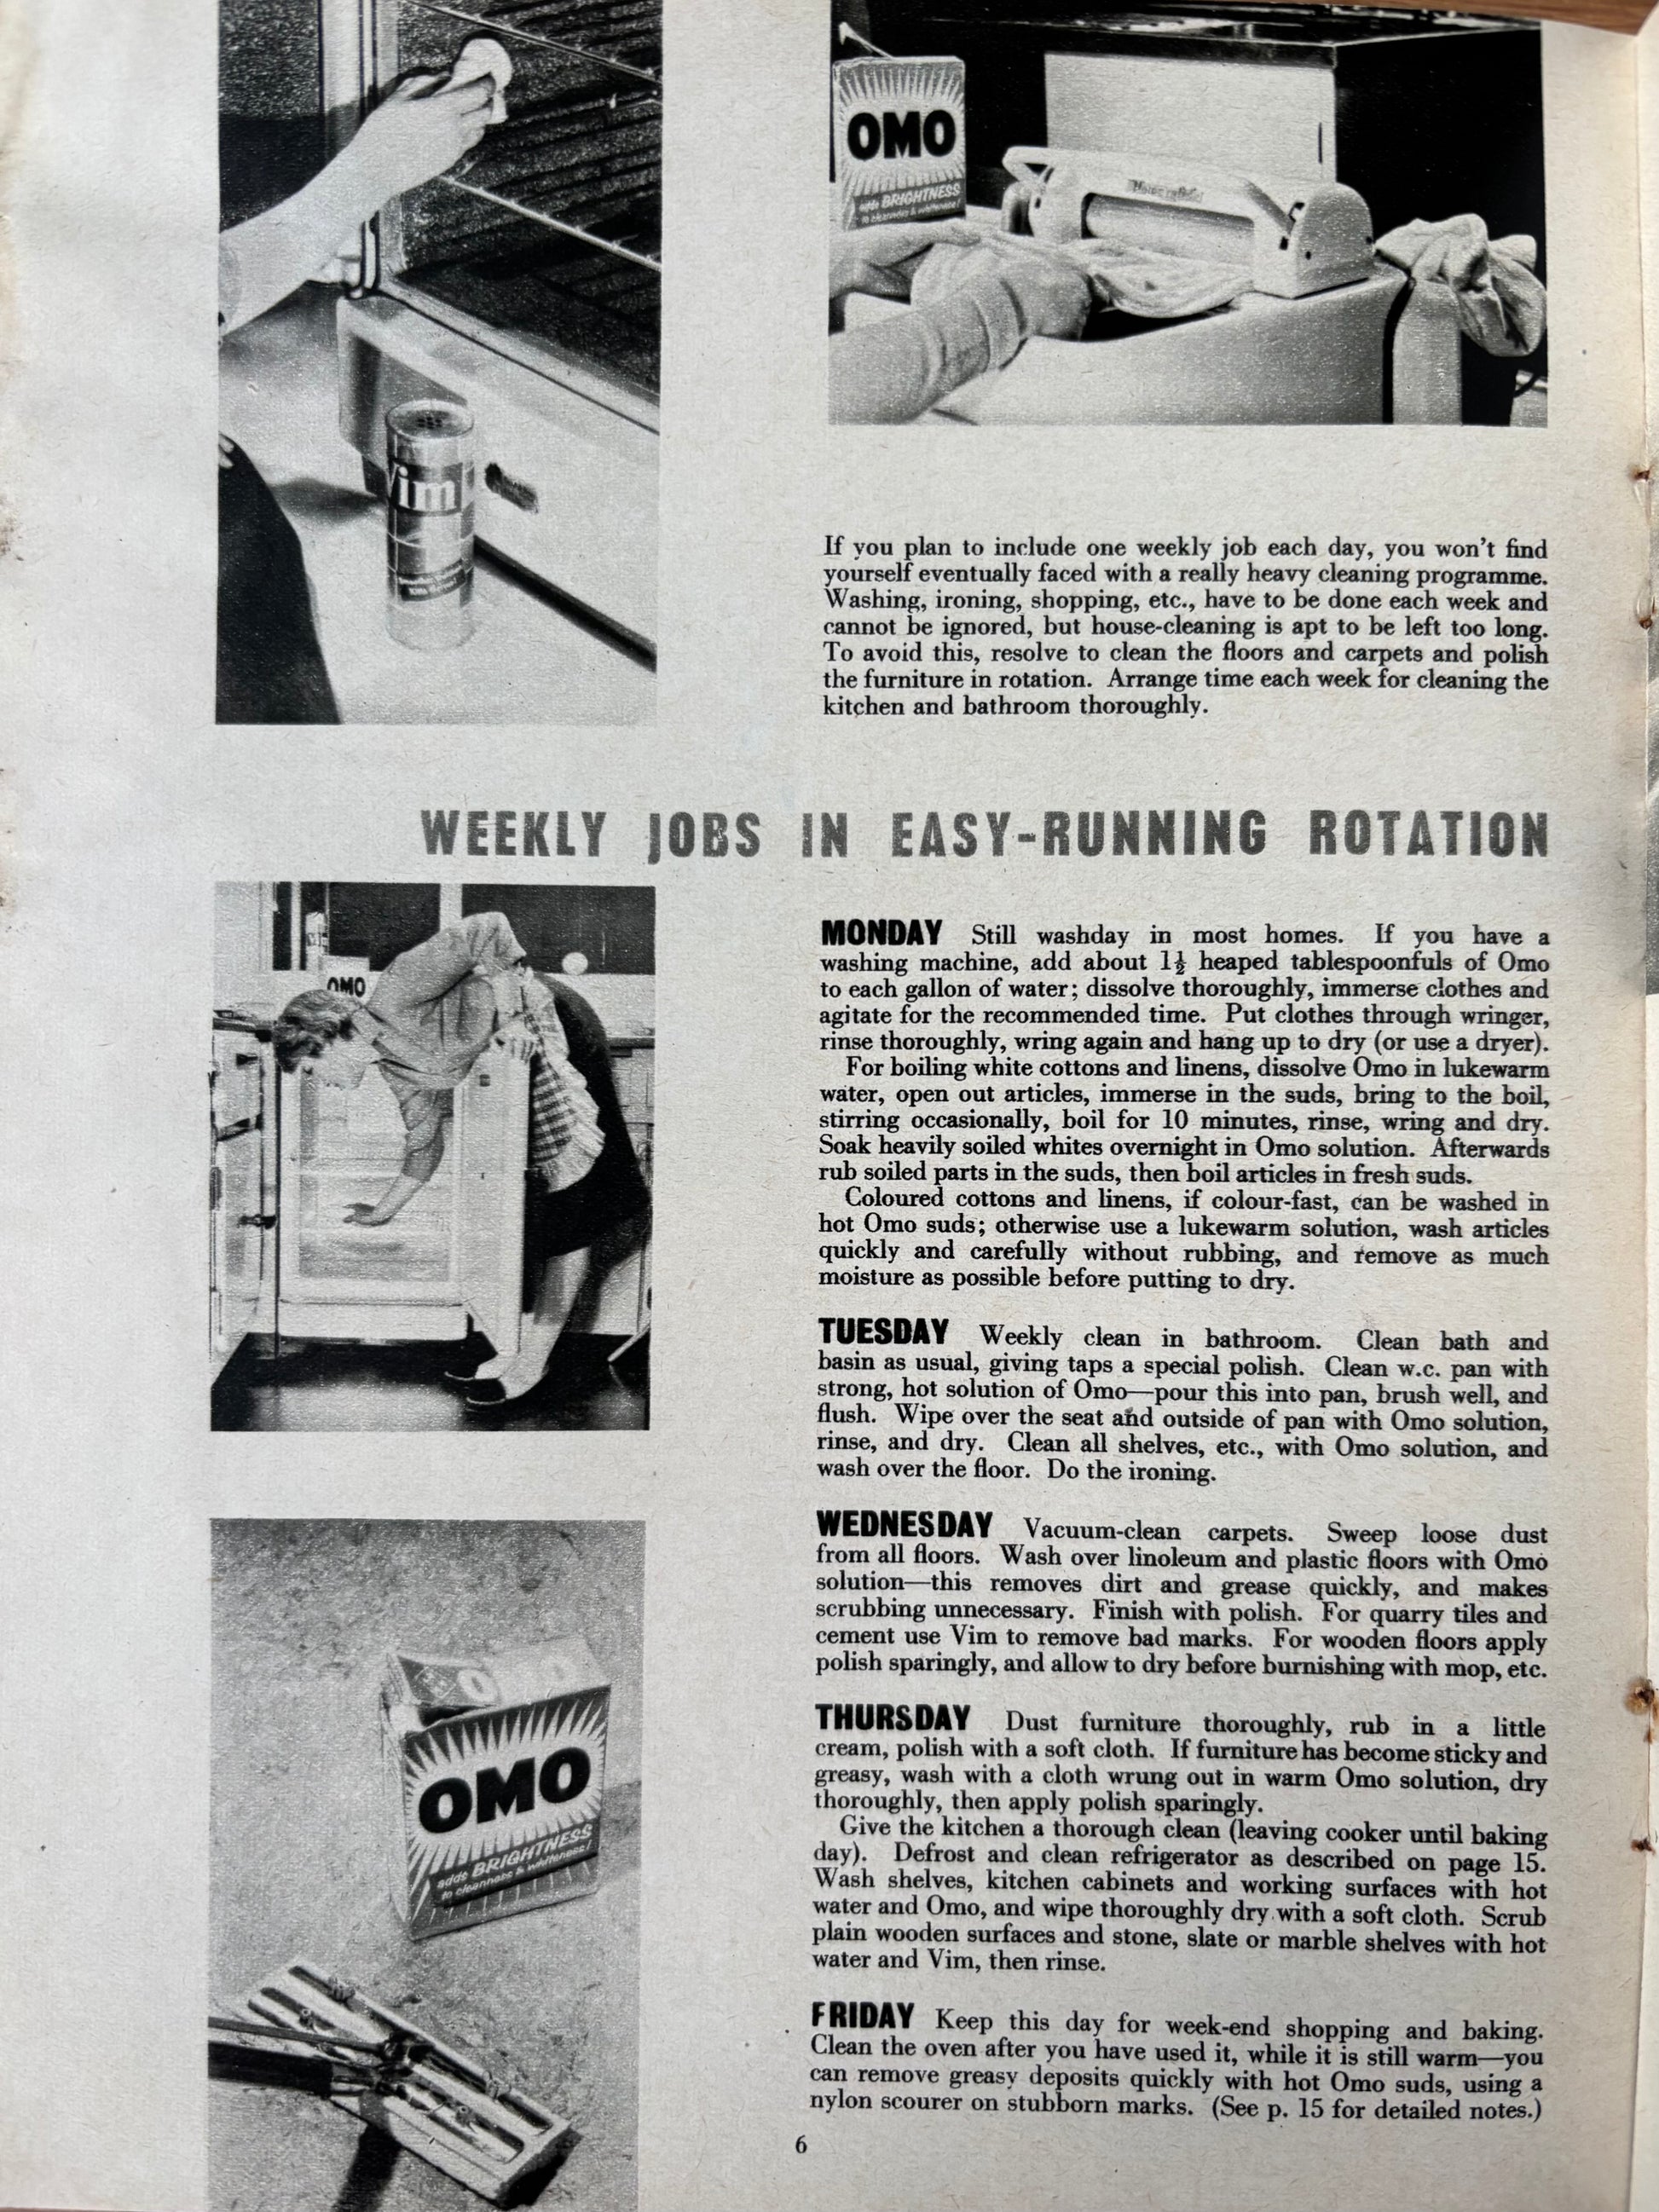 OMO
adds BRIGHTNESS
to cleanness & whiteness!
Vim
If you plan to include one weekly job each day, you won't find
yourself eventually faced with a really heavy cleaning programme.
Washing, ironing, shopping, etc., have to be done each week and
cannot be ignored, but house-cleaning is apt to be left too long.
To avoid this, resolve to clean the floors and carpets and polish
the furniture in rotation. Arrange time each week for cleaning the
kitchen and bathroom thoroughly.
WEEKLY JOBS IN EASY-RUNNING ROTATION
OMO
MONDAY Still washday in most homes. If you have a
washing machine, add about 1½ heaped tablespoonfuls of Omo
to each gallon of water; dissolve thoroughly, immerse clothes and
agitate for the recommended time. Put clothes through wringer,
rinse thoroughly, wring again and hang up to dry (or use a dryer).
For boiling white cottons and linens, dissolve Omo in lukewarm
water, open out articles, immerse in the suds, bring to the boil,
stirring occasionally, boil for 10 minutes, rinse, wring and dry.
Soak heavily soiled whites overnight in Omo solution. Afterwards
rub soiled parts in the suds, then boil articles in fresh suds.
Coloured cottons and linens, if colour-fast, can be washed in
hot Omo suds; otherwise use a lukewarm solution, wash articles
quickly and carefully without rubbing, and remove as much
moisture as possible before putting to dry.
TUESDAY Weekly clean in bathroom. Clean bath and
basin as usual, giving taps a special polish. Clean w.c. pan with
strong, hot solution of Omo—pour this into pan, brush well, and
flush. Wipe over the seat and outside of pan with Omo solution,
rinse, and dry. Clean all shelves, etc., with Omo solution, and
wash over the floor. Do the ironing.
WEDNESDAY Vacuum-clean carpets. Sweep loose dust
from all floors. Wash over linoleum and plastic floors with Omo
solution—this removes dirt and grease quickly, and makes
scrubbing unnecessary. Finish with polish. For quarry tiles and
cement use Vim to remove bad marks. For wooden floors apply
polish sparingly, and allow to dry before burnishing with mop, etc.
OMO
adds BRIGHTNESS
to cleanness & whiteness!
THURSDAY Dust furniture thoroughly, rub in a little
cream, polish with a soft cloth. If furniture has become sticky and
greasy, wash with a cloth wrung out in warm Omo solution, dry
thoroughly, then apply polish sparingly.
Give the kitchen a thorough clean (leaving cooker until baking
day). Defrost and clean refrigerator as described on page 15.
Wash shelves, kitchen cabinets and working surfaces with hot
water and Omo, and wipe thoroughly dry with a soft cloth. Scrub
plain wooden surfaces and stone, slate or marble shelves with hot
water and Vim, then rinse.
FRIDAY Keep this day for week-end shopping and baking.
Clean the oven after you have used it, while it is still warm—you
can remove greasy deposits quickly with hot Omo suds, using a
nylon scourer on stubborn marks. (See p. 15 for detailed notes.)
6